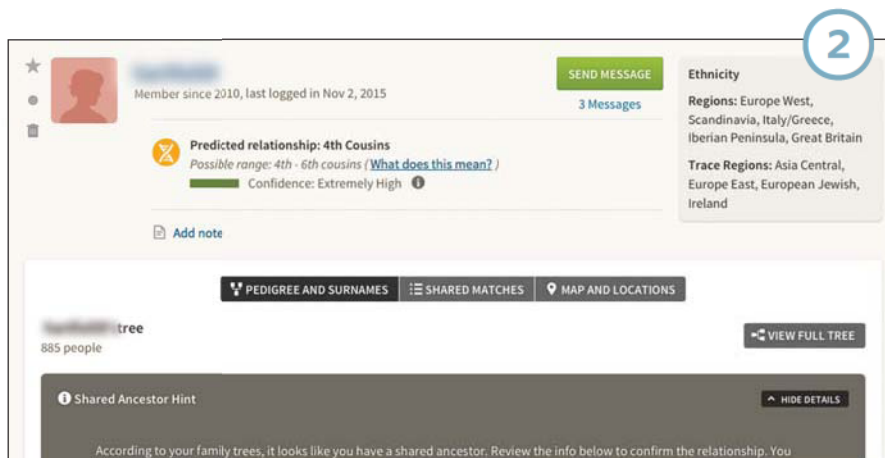 2
SEND MESSAGE
Member since 2010, last logged in Nov 2, 2015
3 Messages
Predicted relationship: 4th Cousins
Possible range: 4th - 6th cousins (What does this mean? )
Confidence: Extremely High
Add note
Ethnicity
Regions: Europe West,
Scandinavia, Italy/Greece,
Iberian Peninsula, Great Britain
Trace Regions: Asia Central,
Europe East, European Jewish,
Ireland
PEDIGREE AND SURNAMES
SHARED MATCHES
MAP AND LOCATIONS
tree
885 people
VIEW FULL TREE
Shared Ancestor Hint
HIDE DETAILS
According to your family trees, it looks like you have a shared ancestor. Review the info below to confirm the relationship. You